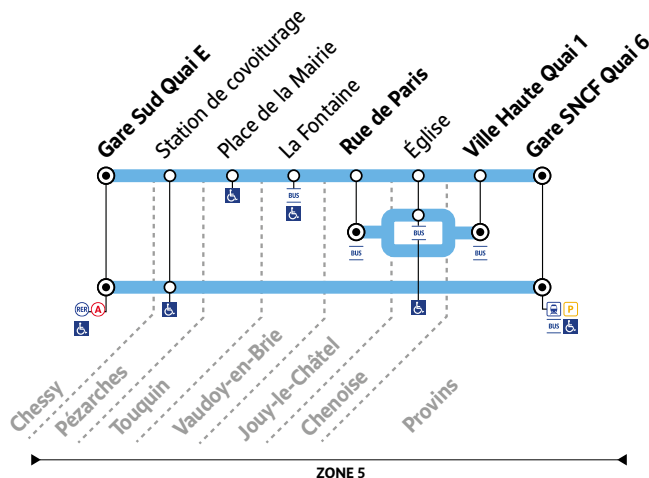 Gare Sud Quai E
Station de covoiturage
Place de la Mairie
La Fontaine
Rue de Paris
Église
Ville Haute Quai 1
Gare SNCF Quai 6
BUS
BUS
BUS
BUS
RER A
P
BUS
Chessy
Pézarches
Touquin
Vaudoy-en-Brie
Jouy-le-Châtel
Chenoise
Provins
ZONE 5